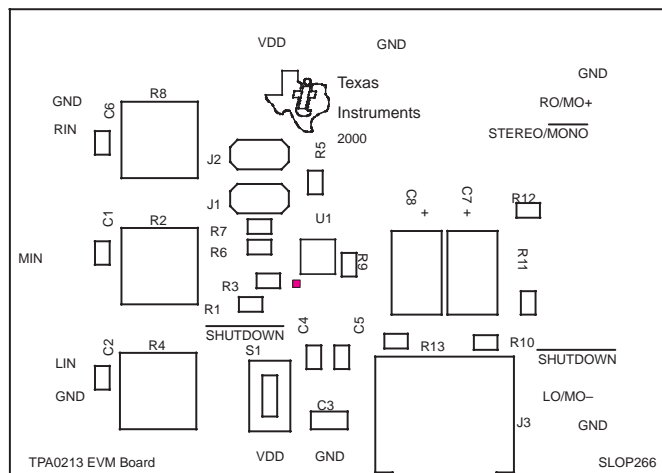 VDD
GND
Texas
Instruments
2000
GND
GND
C6
R8
RO/MO+
RIN
STEREO/MONO
J2
R5
J1
C8
+
C7
+
R12
C1
R2
R7
U1
MIN
R6
R9
R11
R3
R1
SHUTDOWN
C4
C5
C2
R4
S1
R13
R10
SHUTDOWN
LIN
GND
C3
LO/MO–
J3
GND
TPA0213 EVM Board
VDD
GND
SLOP266